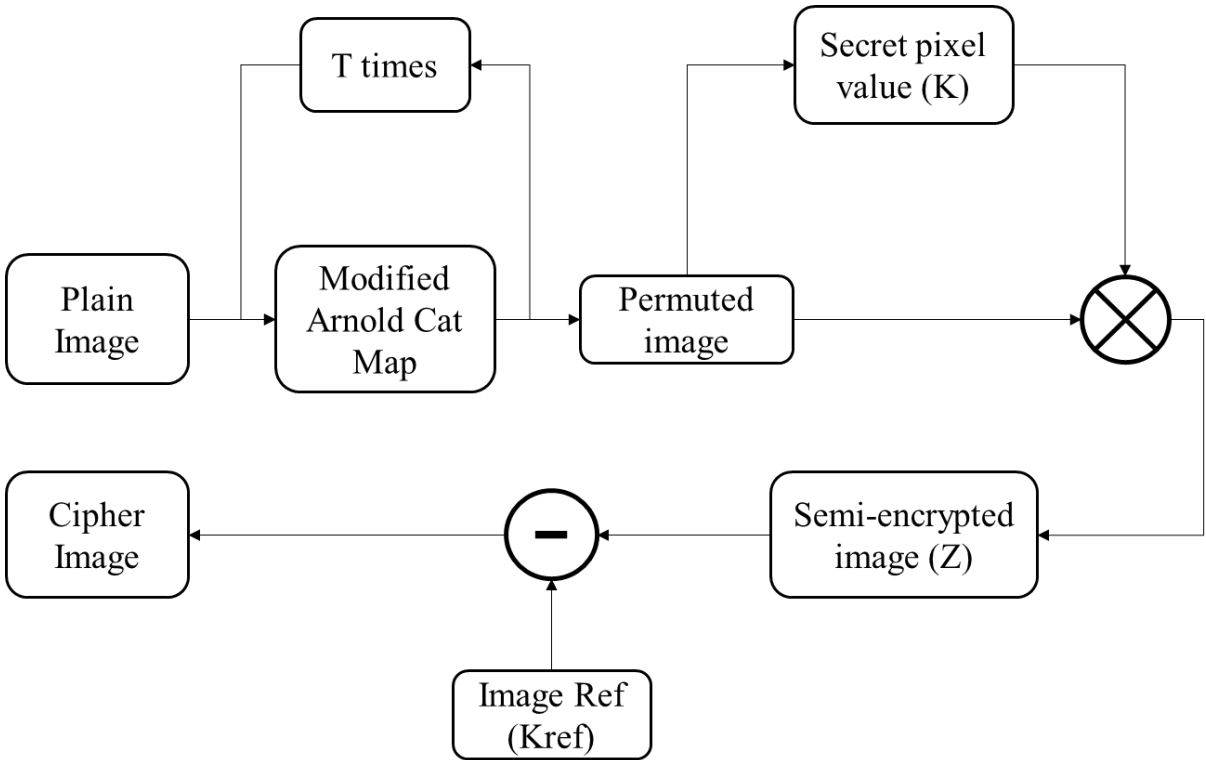 T times
Secret pixel
value (K)
Plain
Image
Modified
Arnold Cat
Map
Permuted
image
Cipher
Image
Semi-encrypted
image (Z)
Image Ref
(Kref)